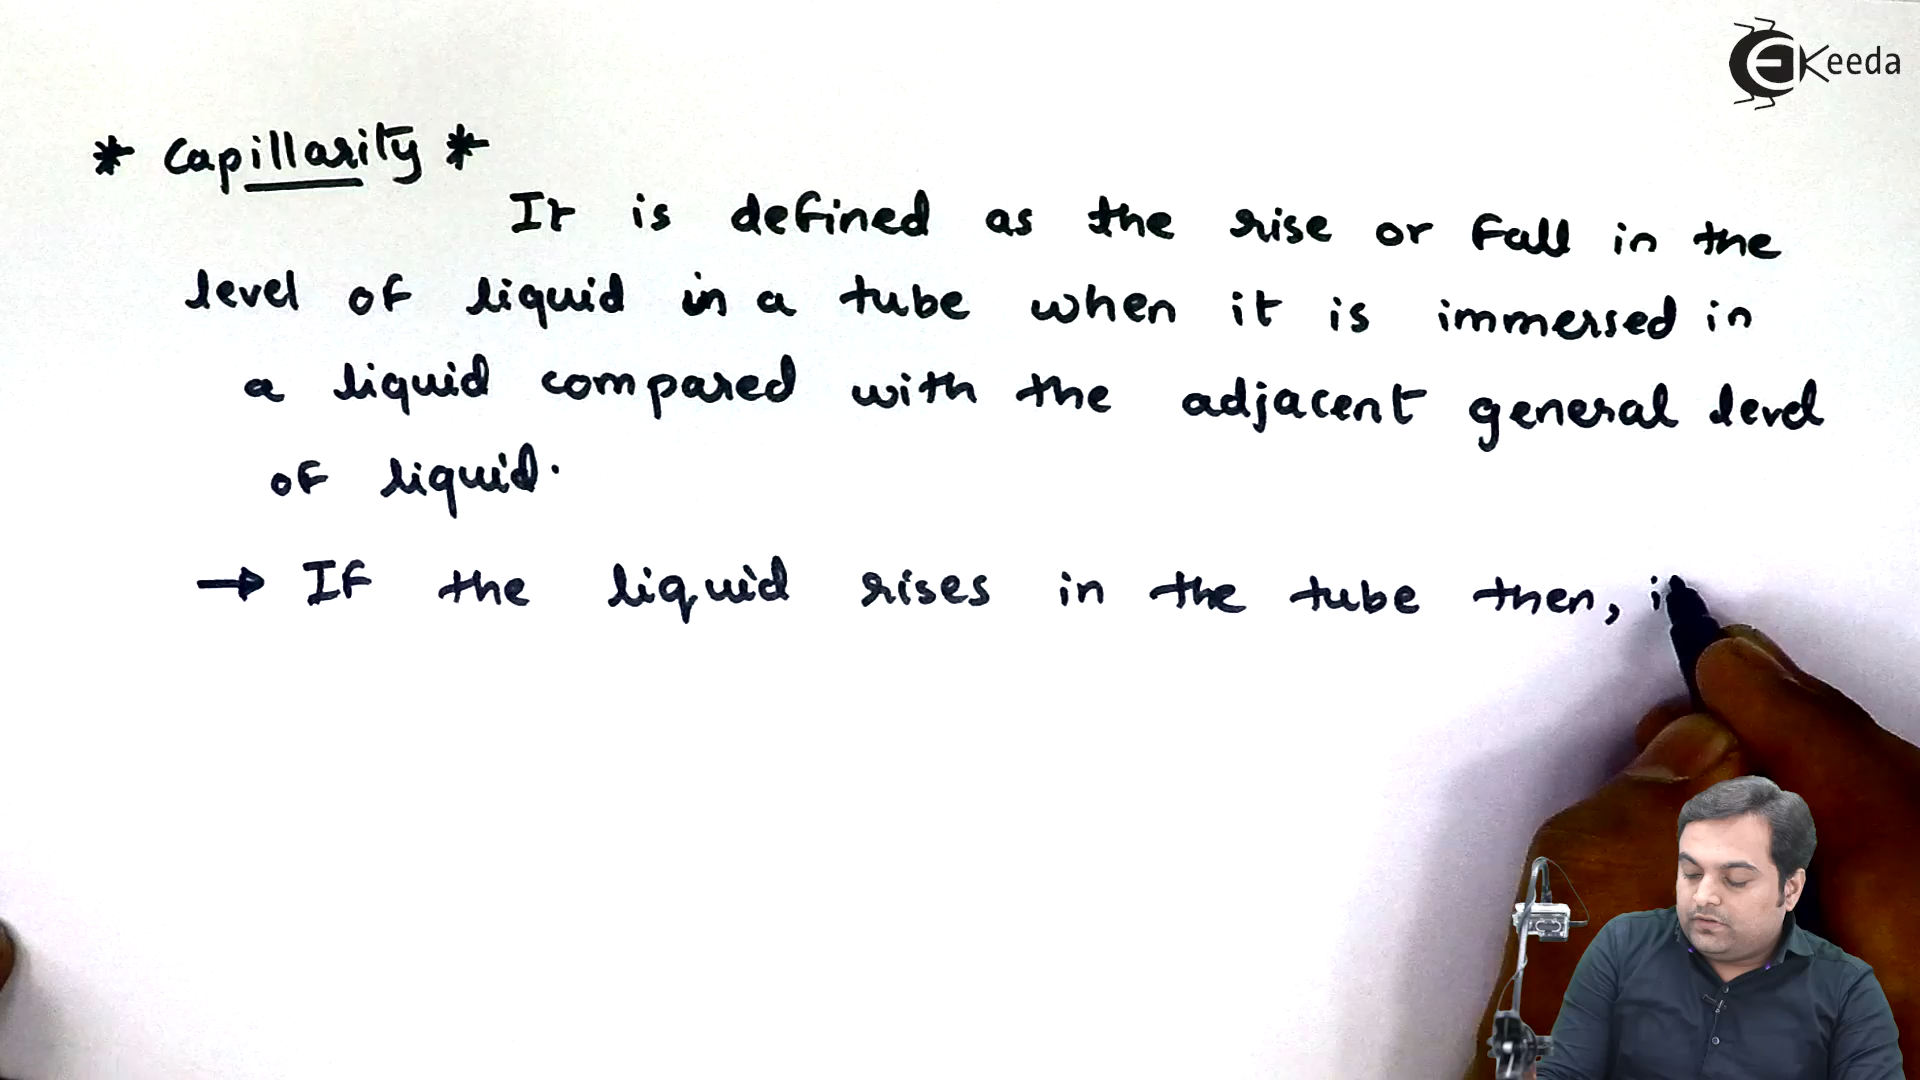 Keeda
* Capillarity *
It is defined as the rise or fall in the
level of liquid in a tube when it is immersed in
a liquid compared with the adjacent general level
of liquid.
→ If the liquid rises in the tube then, i